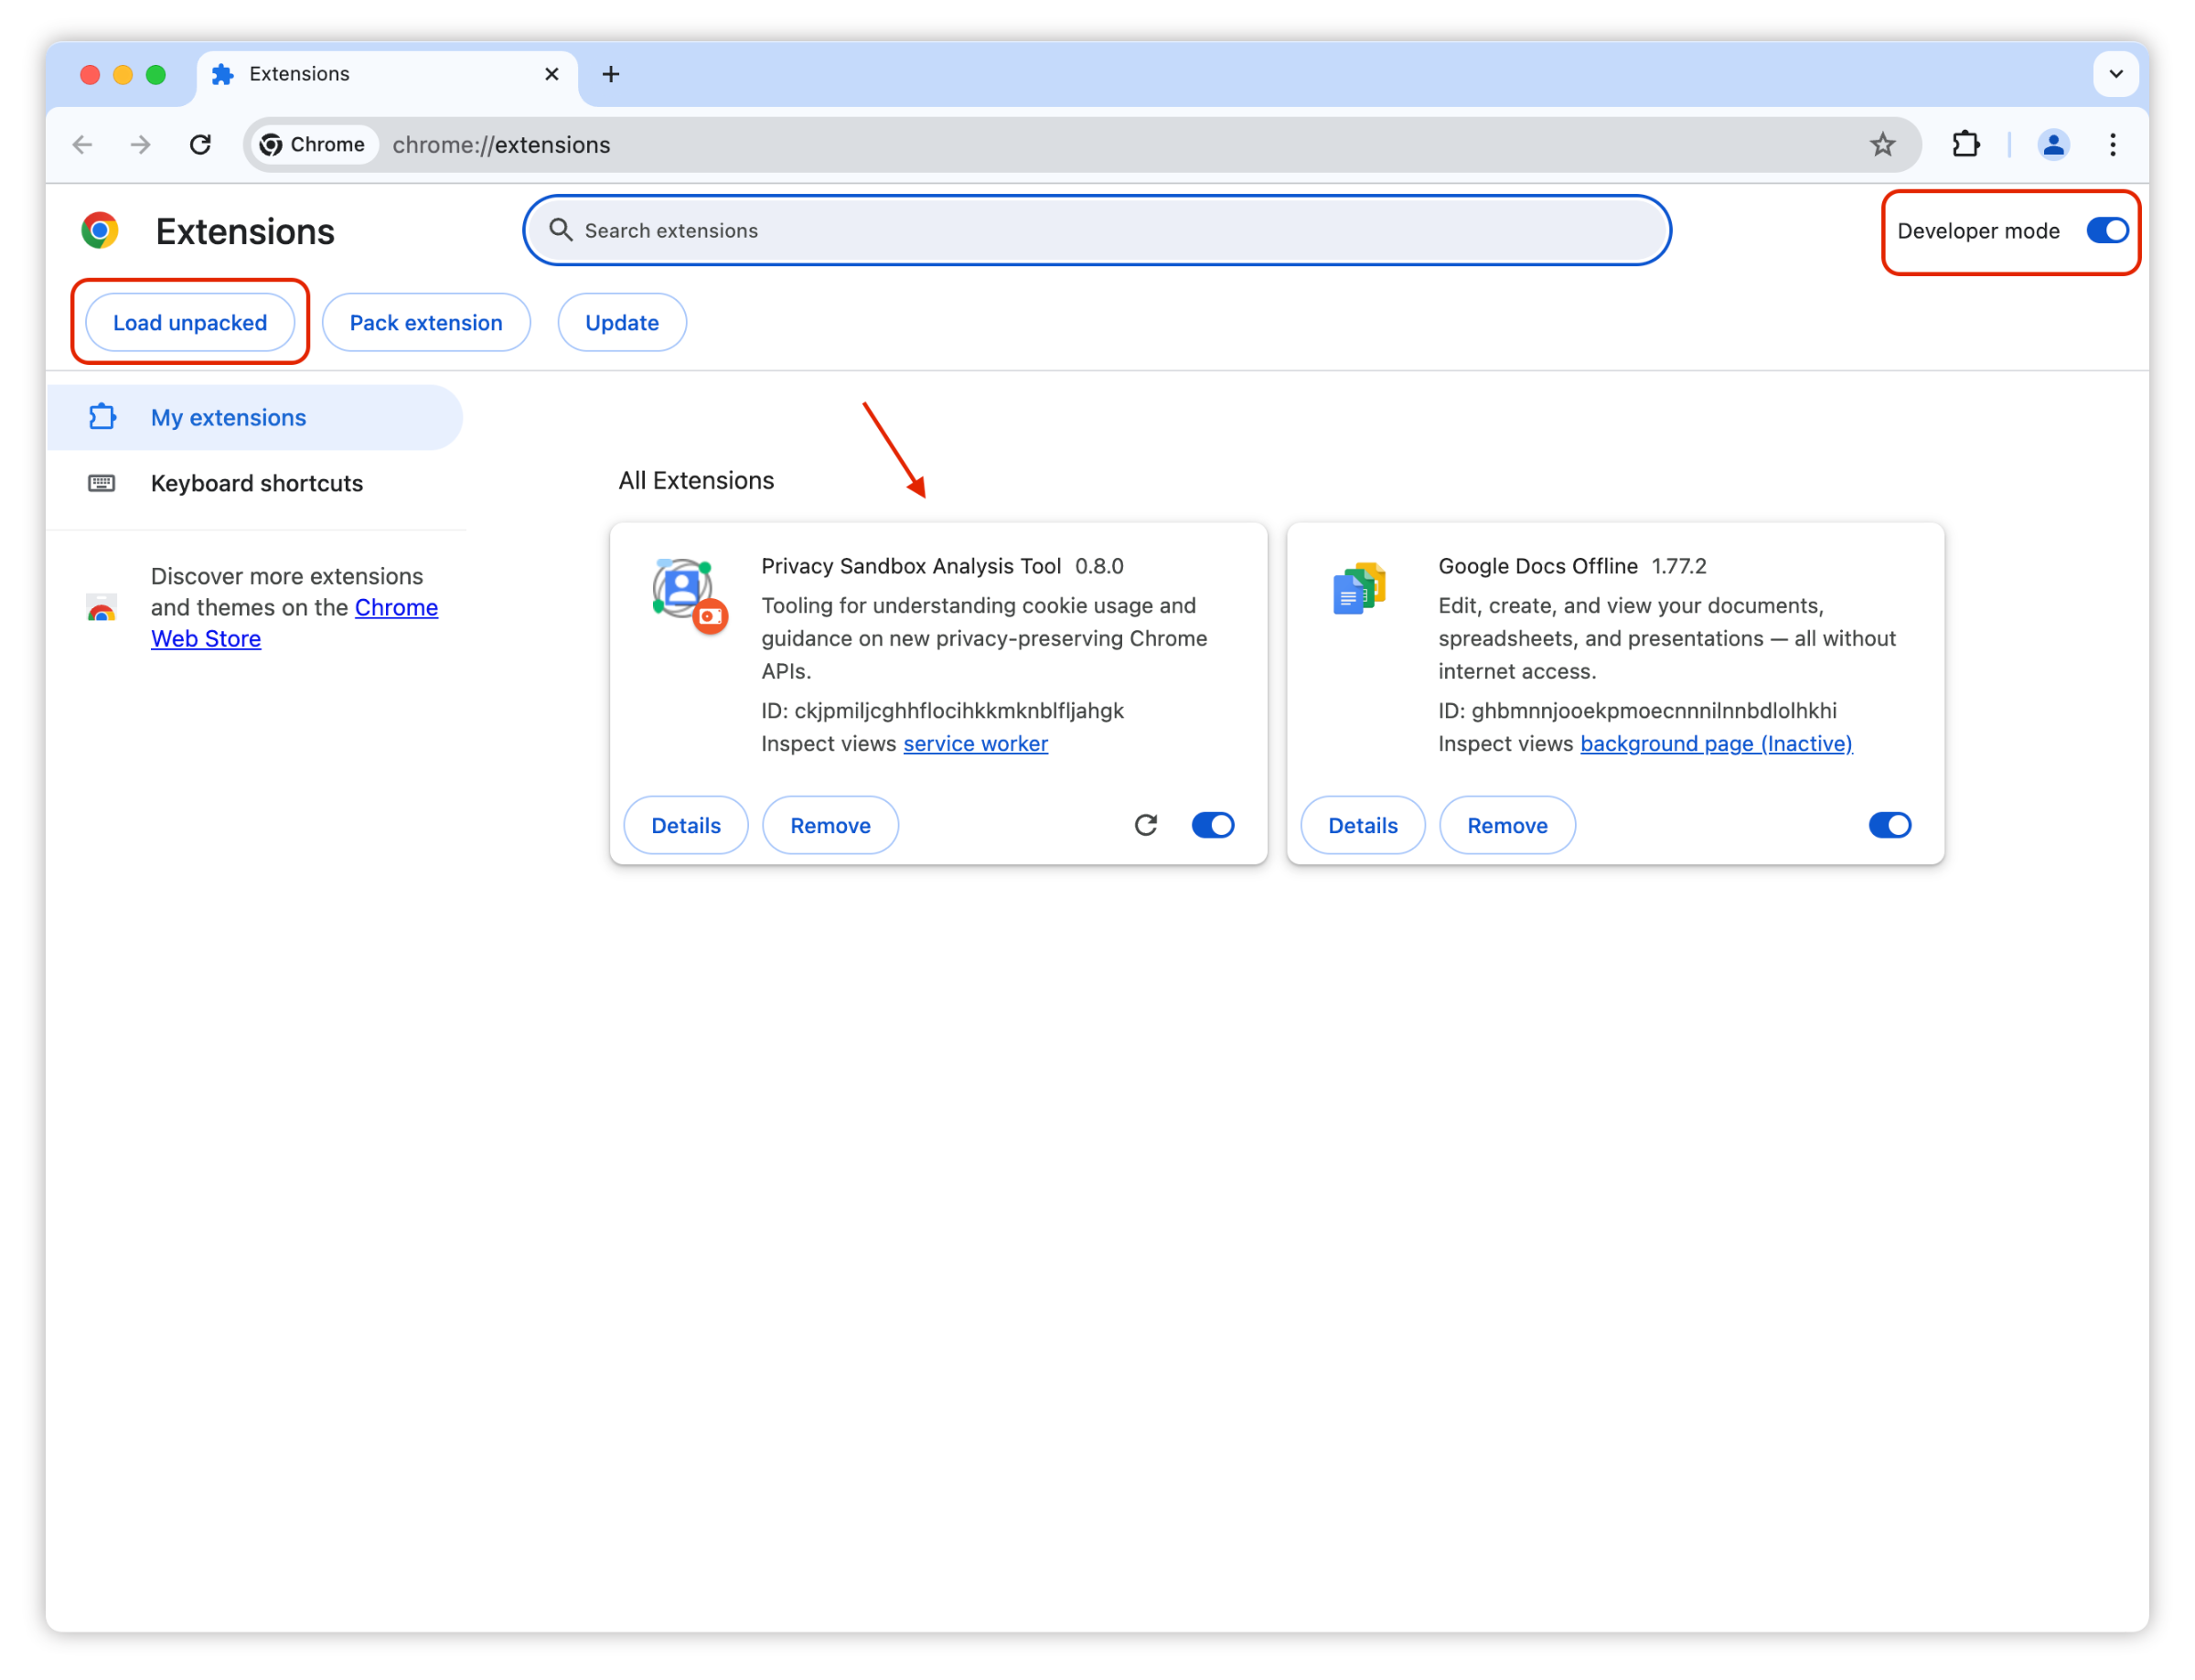 Extensions
Chrome
chrome://extensions
Extensions
Search extensions
Developer mode
Load unpacked
Pack extension
Update
My extensions
Keyboard shortcuts
Discover more extensions
and themes on the Chrome
Web Store
All Extensions
Privacy Sandbox Analysis Tool 0.8.0
Tooling for understanding cookie usage and
guidance on new privacy-preserving Chrome
APIs.
ID: ckjpmiljcghhflocihkkmknblfljahgk
Inspect views service worker
Details
Remove
Google Docs Offline 1.77.2
Edit, create, and view your documents,
spreadsheets, and presentations — all without
internet access.
ID: ghbmnnjooekpmoecnnnilnnbdlolhkhi
Inspect views background page (Inactive)
Details
Remove